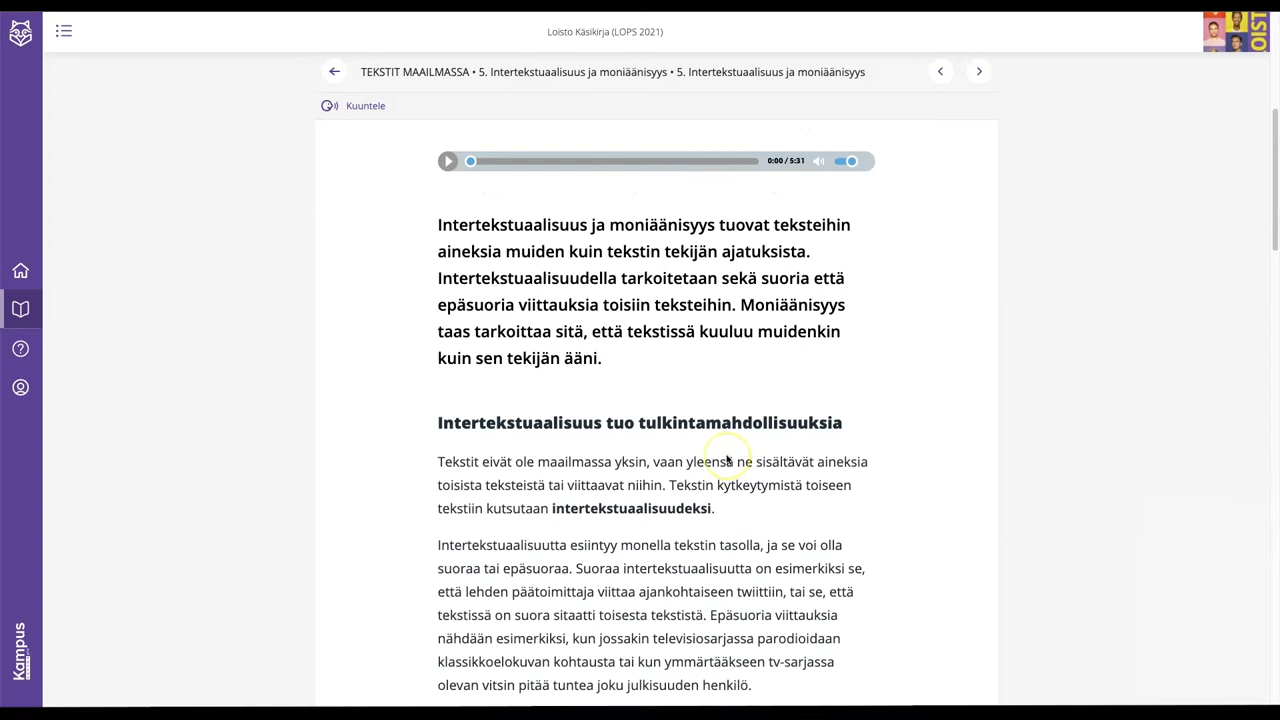 Loisto Käsikirja (LOPS 2021)
TEKSTIT MAAILMASSA • 5. Intertekstuaalisuus ja moniäänisyys • 5. Intertekstuaalisuus ja moniäänisyys
Kuuntele
0:00 / 5:31
Intertekstuaalisuus ja moniäänisyys tuovat teksteihin
aineksia muiden kuin tekstin tekijän ajatuksista.
Intertekstuaalisuudella tarkoitetaan sekä suoria että
epäsuoria viittauksia toisiin teksteihin. Moniäänisyys
taas tarkoittaa sitä, että tekstissä kuuluu muidenkin
kuin sen tekijän ääni.
Intertekstuaalisuus tuo tulkintamahdollisuuksia
Tekstit eivät ole maailmassa yksin, vaan yleensä ne sisältävät aineksia
toisista teksteistä tai viittaavat niihin. Tekstin kytkeytymistä toiseen
tekstiin kutsutaan intertekstuaalisuudeksi.
Intertekstuaalisuutta esiintyy monella tekstin tasolla, ja se voi olla
suoraa tai epäsuoraa. Suoraa intertekstuaalisuutta on esimerkiksi se,
että lehden päätoimittaja viittaa ajankohtaiseen twiittiin, tai se, että
tekstissä on suora sitaatti toisesta tekstistä. Epäsuoria viittauksia
nähdään esimerkiksi, kun jossakin televisiosarjassa parodioidaan
klassikkoelokuvan kohtausta tai kun ymmärtääkseen tv-sarjassa
olevan vitsin pitää tuntea joku julkisuuden henkilö.
Kampus